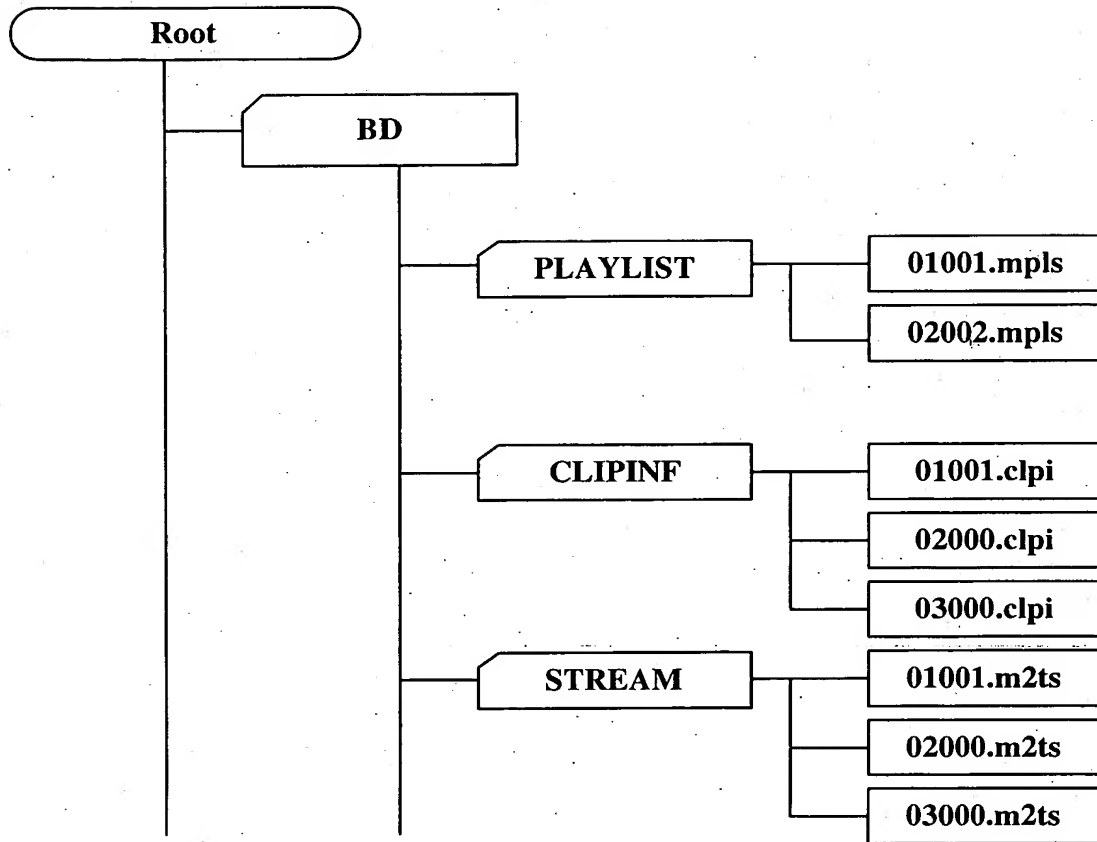 Root
BD
PLAYLIST
01001.mpls
02002.mpls
CLIPINF
01001.clpi
02000.clpi
03000.clpi
STREAM
01001.m2ts
02000.m2ts
03000.m2ts